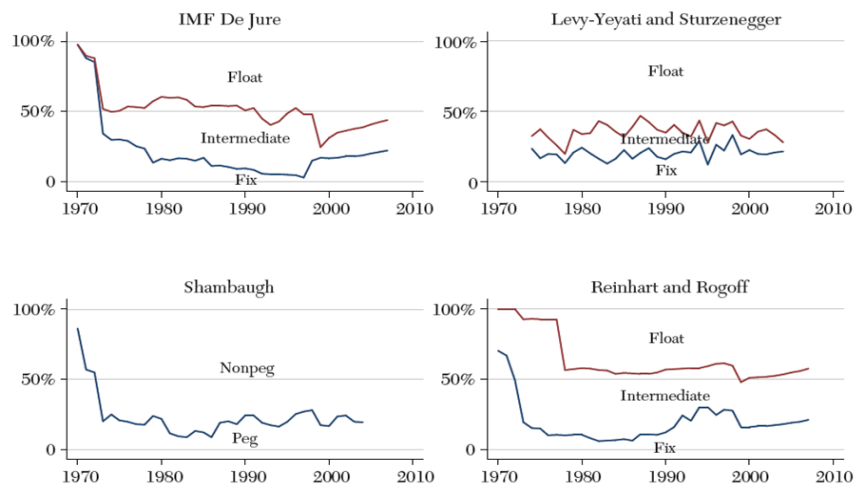 IMF De Jure
100%
50%
0
Float
Intermediate
Fix
1970 1980 1990 2000 2010
Levy-Yeyati and Sturzenegger
100%
50%
0
Float
Intermediate
Fix
1970 1980 1990 2000 2010
Shambaugh
100%
50%
0
Nonpeg
Peg
1970 1980 1990 2000 2010
Reinhart and Rogoff
100%
50%
0
Float
Intermediate
Fix
1970 1980 1990 2000 2010